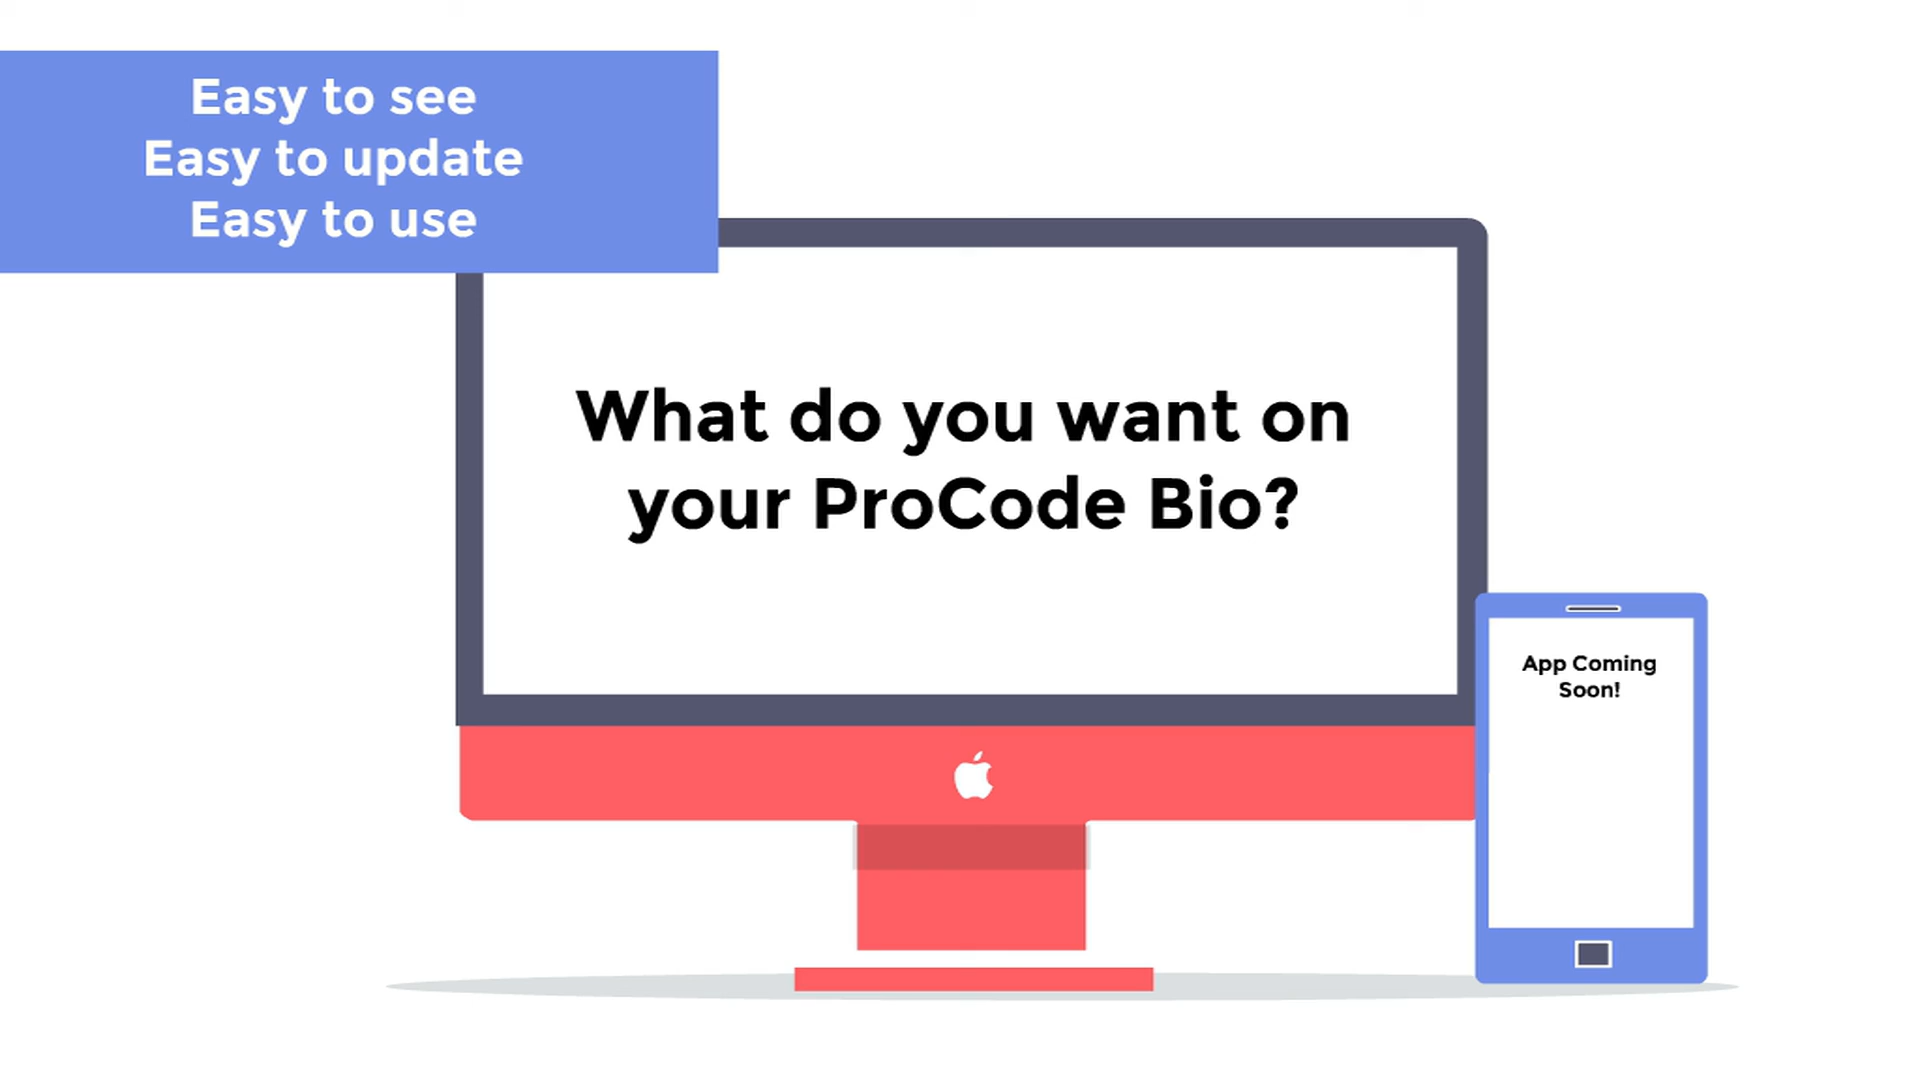 Easy to see
Easy to update
Easy to use
What do you want on
your ProCode Bio?
App Coming
Soon!